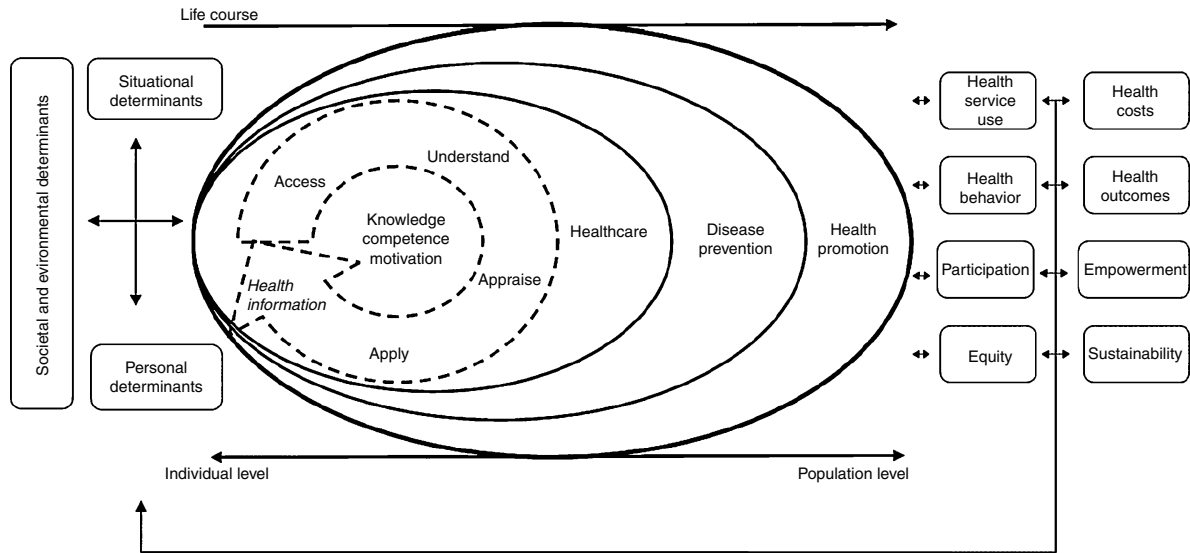 Life course
Societal and evironmental determinants
Situational
determinants
Personal
determinants
Access
Understand
Knowledge
competence
motivation
Appraise
Health
information
Apply
Healthcare
Disease
prevention
Health
promotion
Health
service
use
Health
costs
Health
behavior
Health
outcomes
Participation
Empowerment
Equity
Sustainability
Individual level
Population level